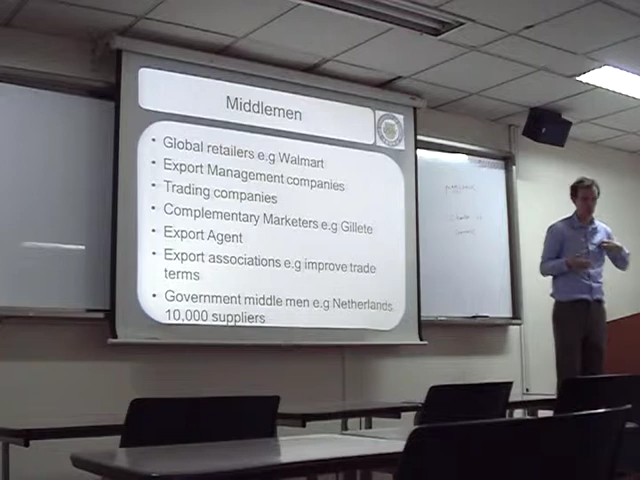 Middlemen
• Global retailers e.g Walmart
• Export Management companies
• Trading companies
• Complementary Marketers e.g Gillete
• Export Agent
• Export associations e.g improve trade
terms
• Government middle men e.g Netherlands
10,000 suppliers